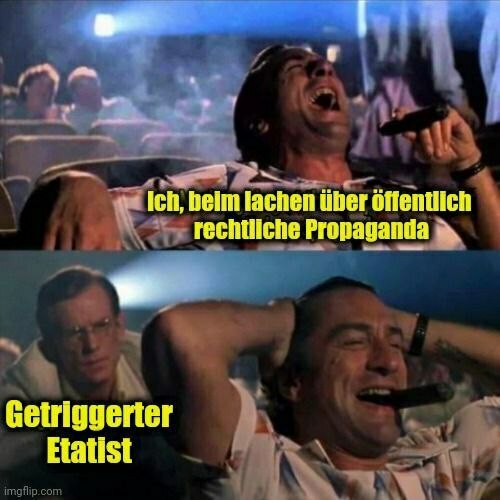 Ich, beim lachen über öffentlich
rechtliche Propaganda
Getriggerter
Etatist
imgflip.com